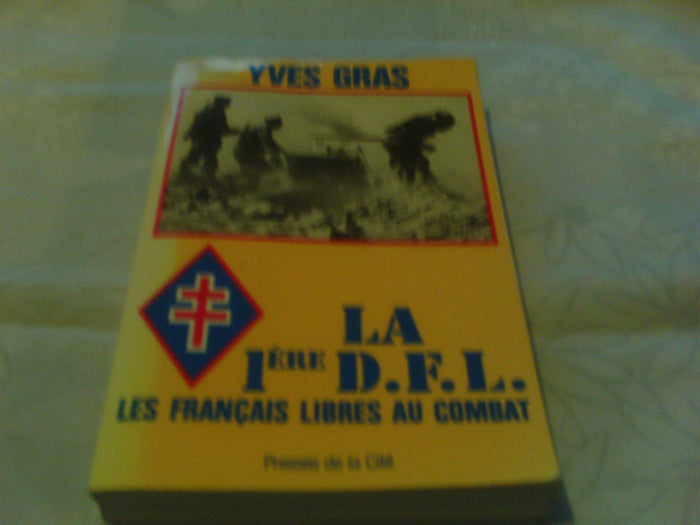 YVES GRAS
LA
1ÈRE D.F.L.
LES FRANÇAIS LIBRES AU COMBAT
Presses de la Cité